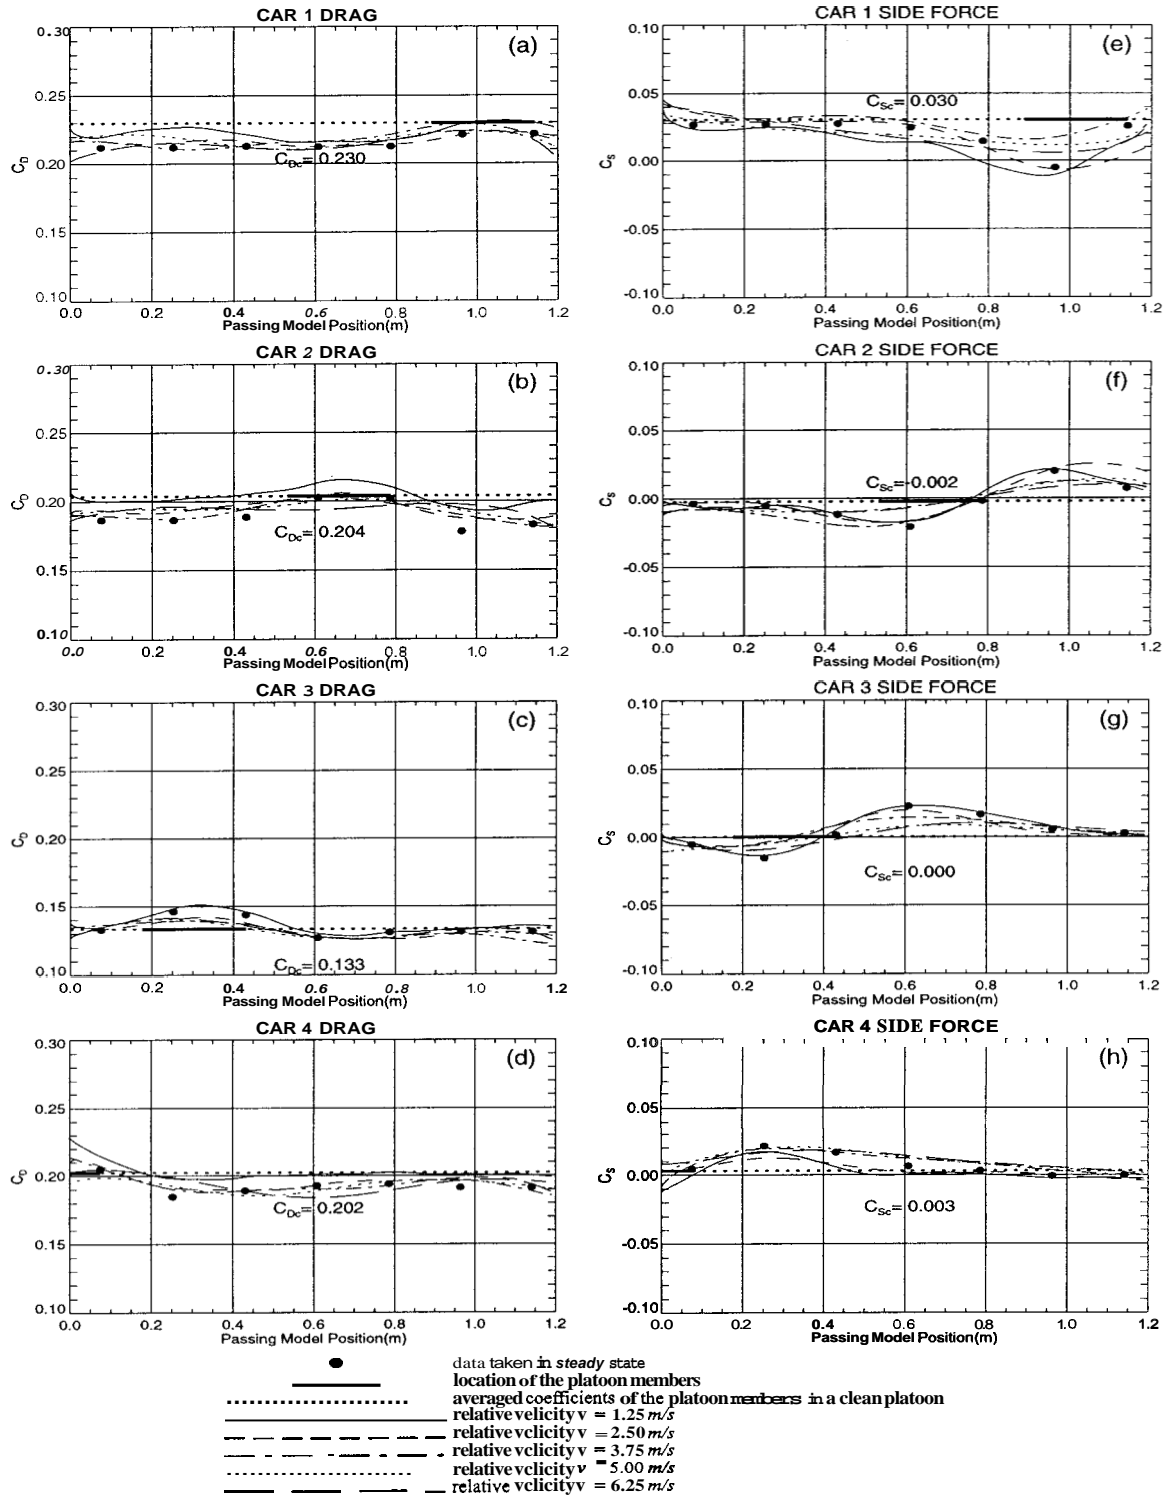 CAR 1 DRAG
(a)
0.30
0.25
0.20
0.15
0.10
C_D
C_Dc= 0.230
0.0 0.2 0.4 0.6 0.8 1.0 1.2
Passing Model Position(m)
CAR 1 SIDE FORCE
(e)
0.10
0.05
0.00
-0.05
-0.10
C_S
C_Sc= 0.030
0.0 0.2 0.4 0.6 0.8 1.0 1.2
Passing Model Position(m)
CAR 2 DRAG
(b)
0.30
0.25
0.20
0.15
0.10
C_D
C_Dc= 0.204
0.0 0.2 0.4 0.6 0.8 1.0 1.2
Passing Model Position(m)
CAR 2 SIDE FORCE
(f)
0.10
0.05
0.00
-0.05
-0.10
C_S
C_Sc=-0.002
0.0 0.2 0.4 0.6 0.8 1.0 1.2
Passing Model Position(m)
CAR 3 DRAG
(c)
0.30
0.25
0.20
0.15
0.10
C_D
C_Dc= 0.133
0.0 0.2 0.4 0.6 0.8 1.0 1.2
Passing Model Position(m)
CAR 3 SIDE FORCE
(g)
0.10
0.05
0.00
-0.05
-0.10
C_S
C_Sc= 0.000
0.0 0.2 0.4 0.6 0.8 1.0 1.2
Passing Model Position(m)
CAR 4 DRAG
(d)
0.30
0.25
0.20
0.15
0.10
C_D
C_Dc= 0.202
0.0 0.2 0.4 0.6 0.8 1.0 1.2
Passing Model Position(m)
CAR 4 SIDE FORCE
(h)
0.10
0.05
0.00
-0.05
-0.10
C_S
C_Sc= 0.003
0.0 0.2 0.4 0.6 0.8 1.0 1.2
Passing Model Position(m)
data taken in steady state
location of the platoon members
averaged coefficients of the platoon members in a clean platoon
relative velicity v = 1.25 m/s
relative vclicity v = 2.50 m/s
relative vclicity v = 3.75 m/s
relative vclicity v = 5.00 m/s
relative vclicity v = 6.25 m/s